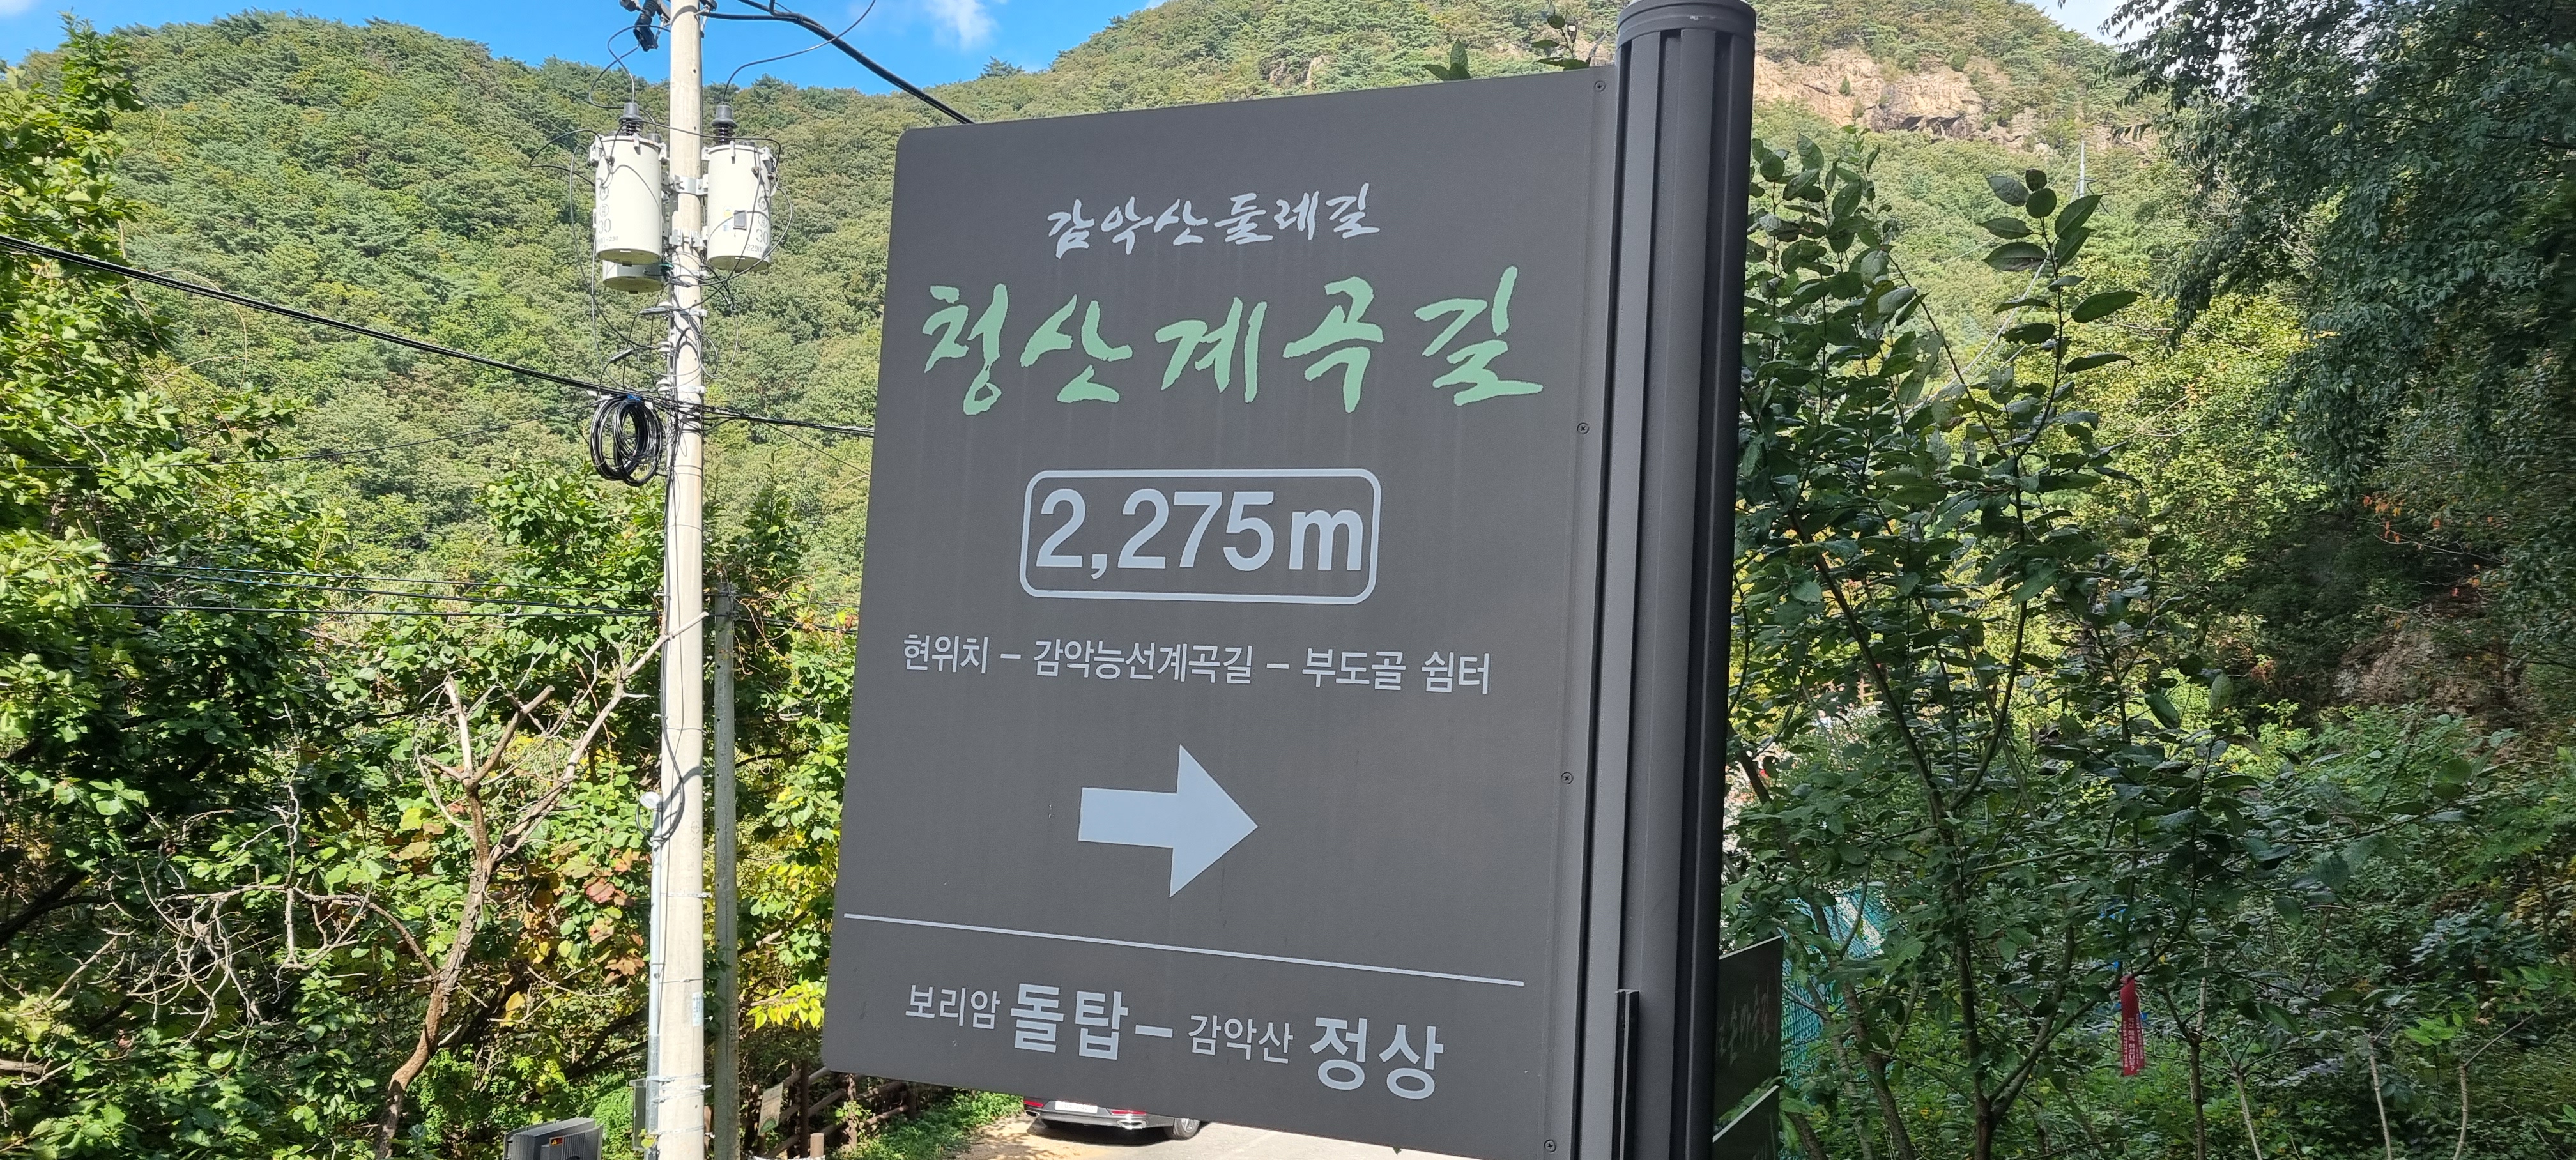 감악산둘레길
청산계곡길
2,275m
현위치 – 감악능선계곡길 – 부도골 쉼터
보리암 돌탑 – 감악산 정상